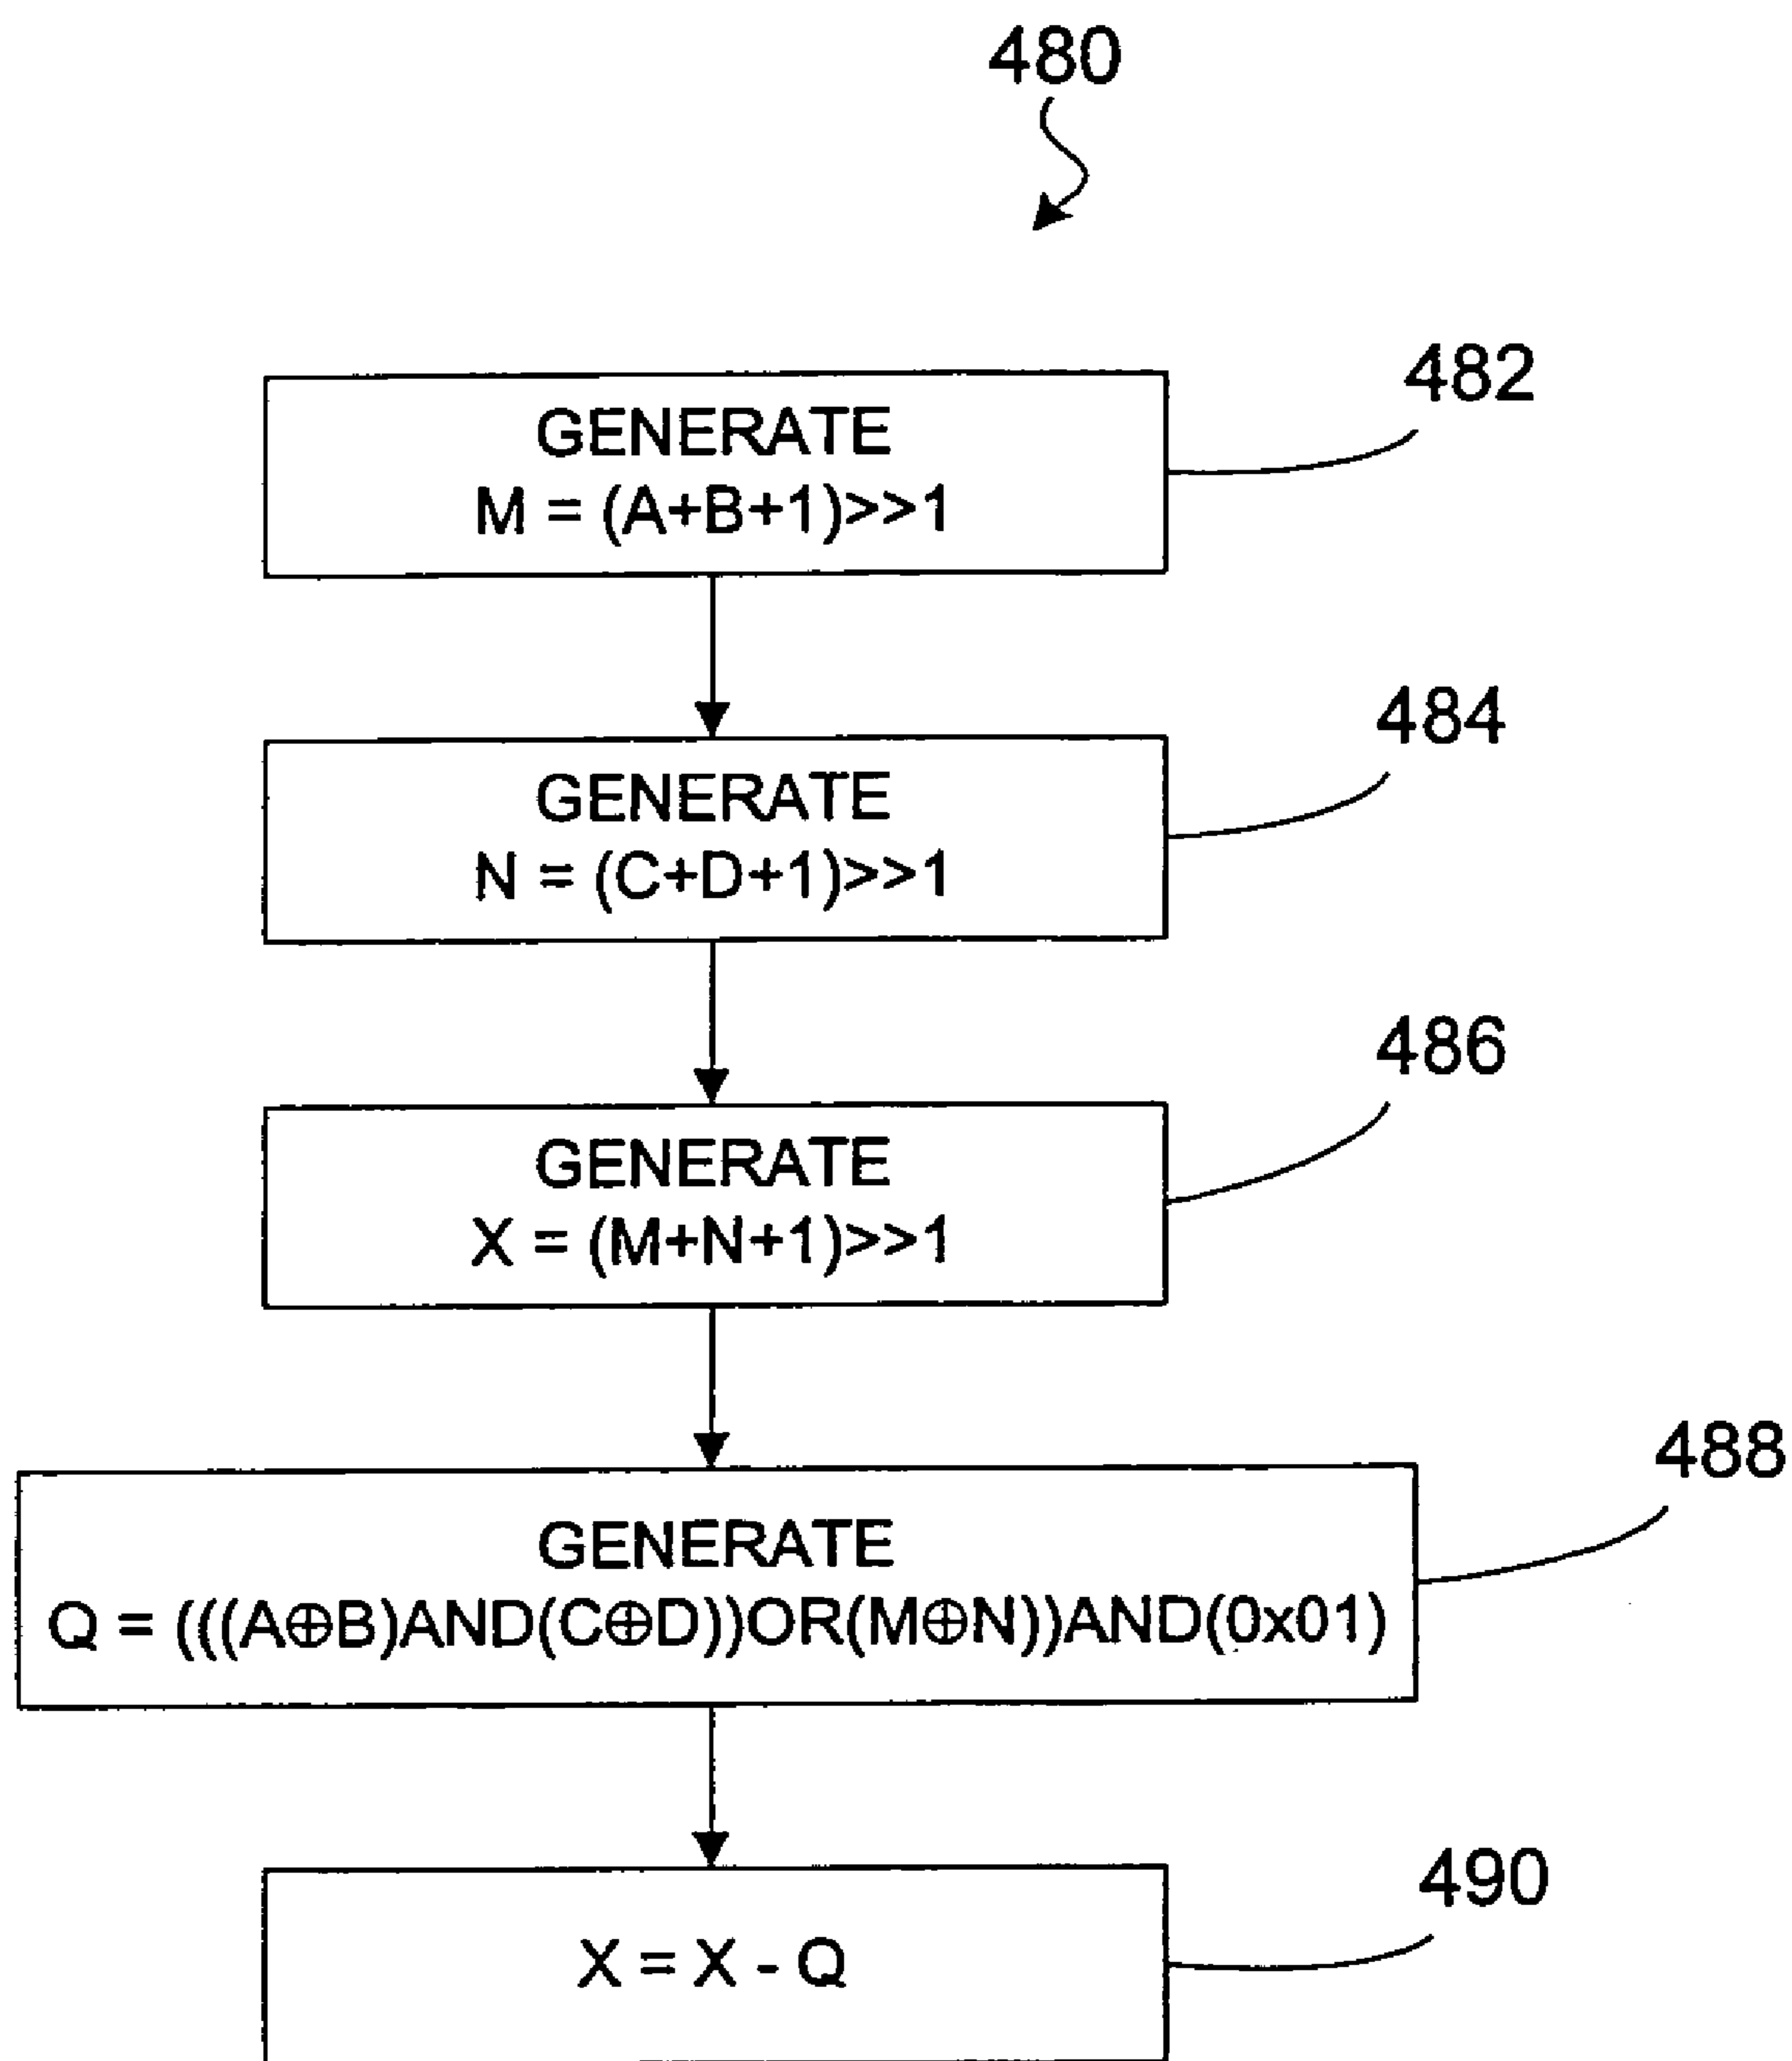 480
482
GENERATE
M = (A+B+1)>>1
484
GENERATE
N = (C+D+1)>>1
486
GENERATE
X = (M+N+1)>>1
488
GENERATE
Q = (((A⊕B)AND(C⊕D))OR(M⊕N))AND(0x01)
490
X = X - Q